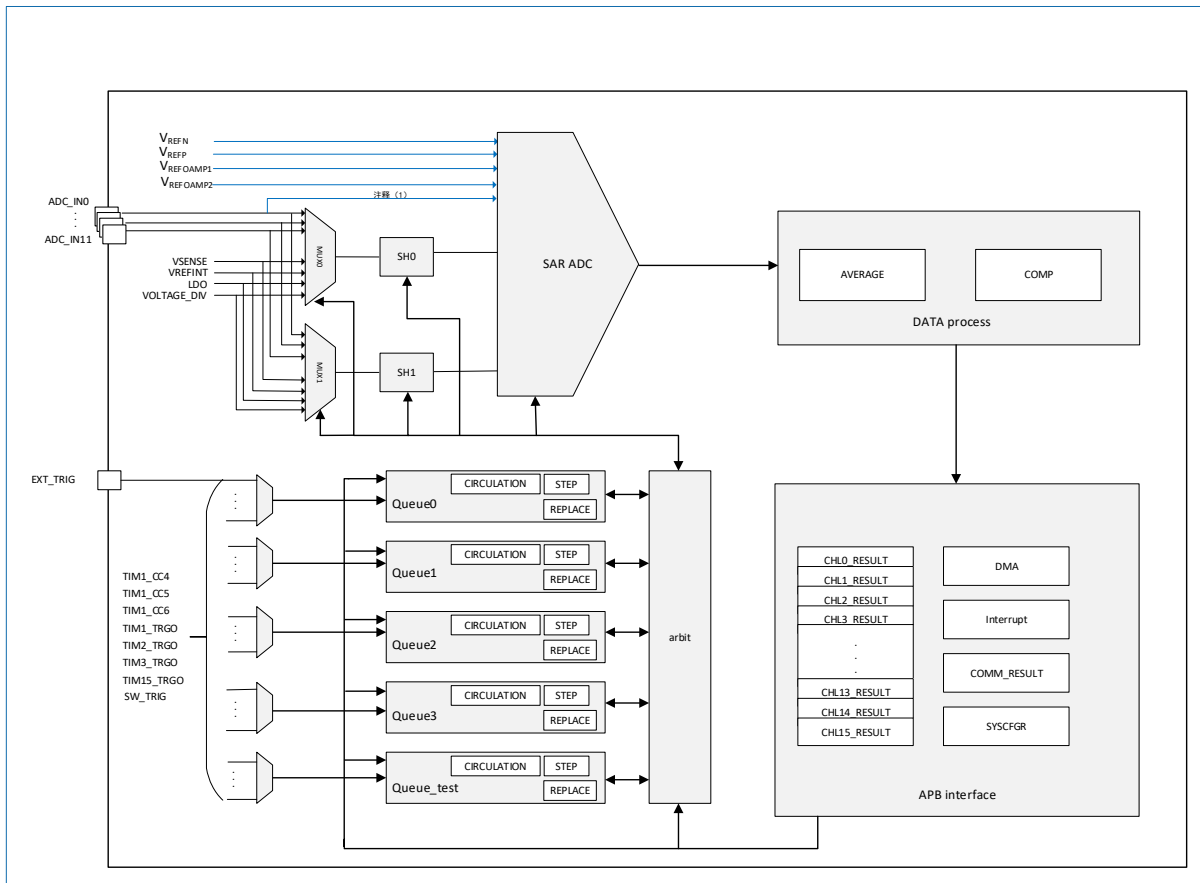 VREFN
VREFP
VREFOAMP1
VREFOAMP2
注释（1）
ADC_IN0
ADC_IN11
VSENSE
VREFINT
LDO
VOLTAGE_DIV
MUX0
SH0
MUX1
SH1
SAR ADC
AVERAGE
COMP
DATA process
EXT_TRIG
TIM1_CC4
TIM1_CC5
TIM1_CC6
TIM1_TRGO
TIM2_TRGO
TIM3_TRGO
TIM15_TRGO
SW_TRIG
CIRCULATION STEP
Queue0 REPLACE
CIRCULATION STEP
Queue1 REPLACE
CIRCULATION STEP
Queue2 REPLACE
CIRCULATION STEP
Queue3 REPLACE
CIRCULATION STEP
Queue_test REPLACE
arbit
CHL0_RESULT
CHL1_RESULT
CHL2_RESULT
CHL3_RESULT
CHL13_RESULT
CHL14_RESULT
CHL15_RESULT
DMA
Interrupt
COMM_RESULT
SYSCFGR
APB interface